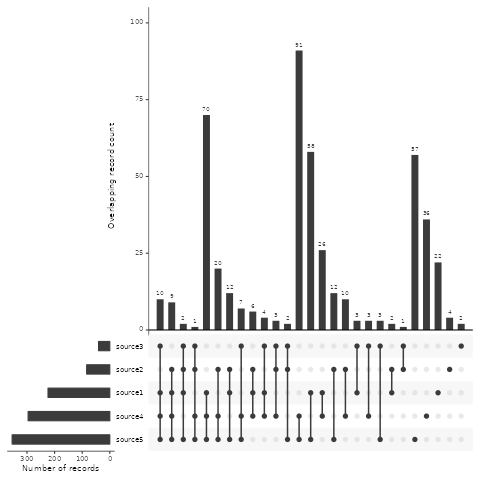 100
75
50
25
0
Overlapping record count
10 9 2 1 70 20 12 7 6 4 3 2 91 58 26 12 10 3 3 3 2 1 57 36 22 4 2
source3
source2
source1
source4
source5
300 200 100 0
Number of records